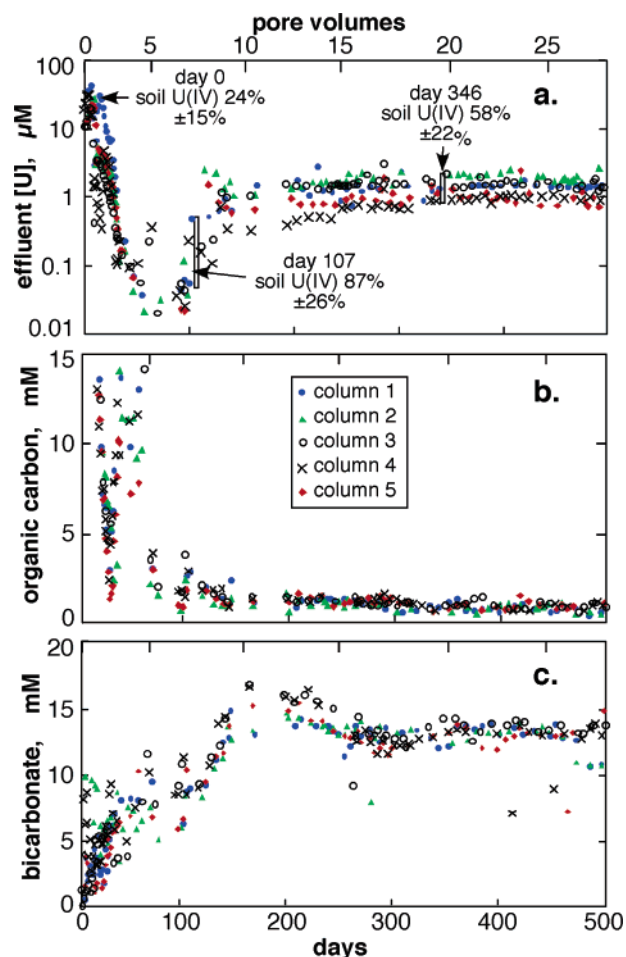 pore volumes
0 1 5 10 15 20 25
100
10
1
0.1
0.01
effluent [U], µM
a.
day 0
soil U(IV) 24%
±15%
day 346
soil U(IV) 58%
±22%
day 107
soil U(IV) 87%
±26%
15
10
5
0
organic carbon, mM
b.
column 1
column 2
column 3
column 4
column 5
20
15
10
5
0
bicarbonate, mM
c.
0 100 200 300 400 500
days